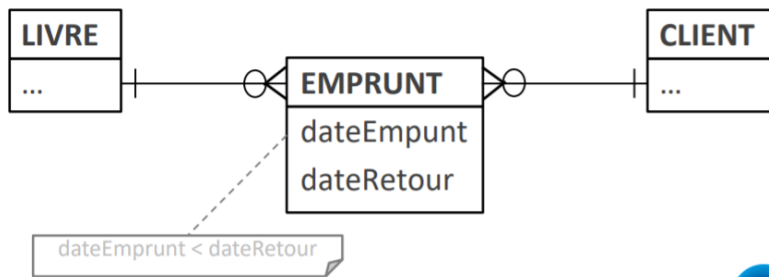 LIVRE
...
EMPRUNT
dateEmpunt
dateRetour
CLIENT
...
dateEmprunt < dateRetour